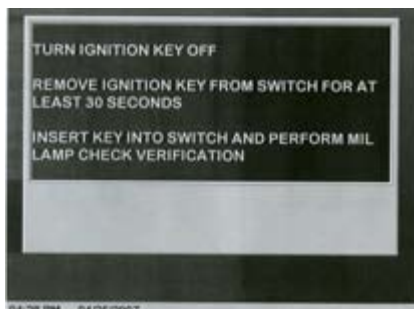 TURN IGNITION KEY OFF
REMOVE IGNITION KEY FROM SWITCH FOR AT
LEAST 30 SECONDS
INSERT KEY INTO SWITCH AND PERFORM MIL
LAMP CHECK VERIFICATION